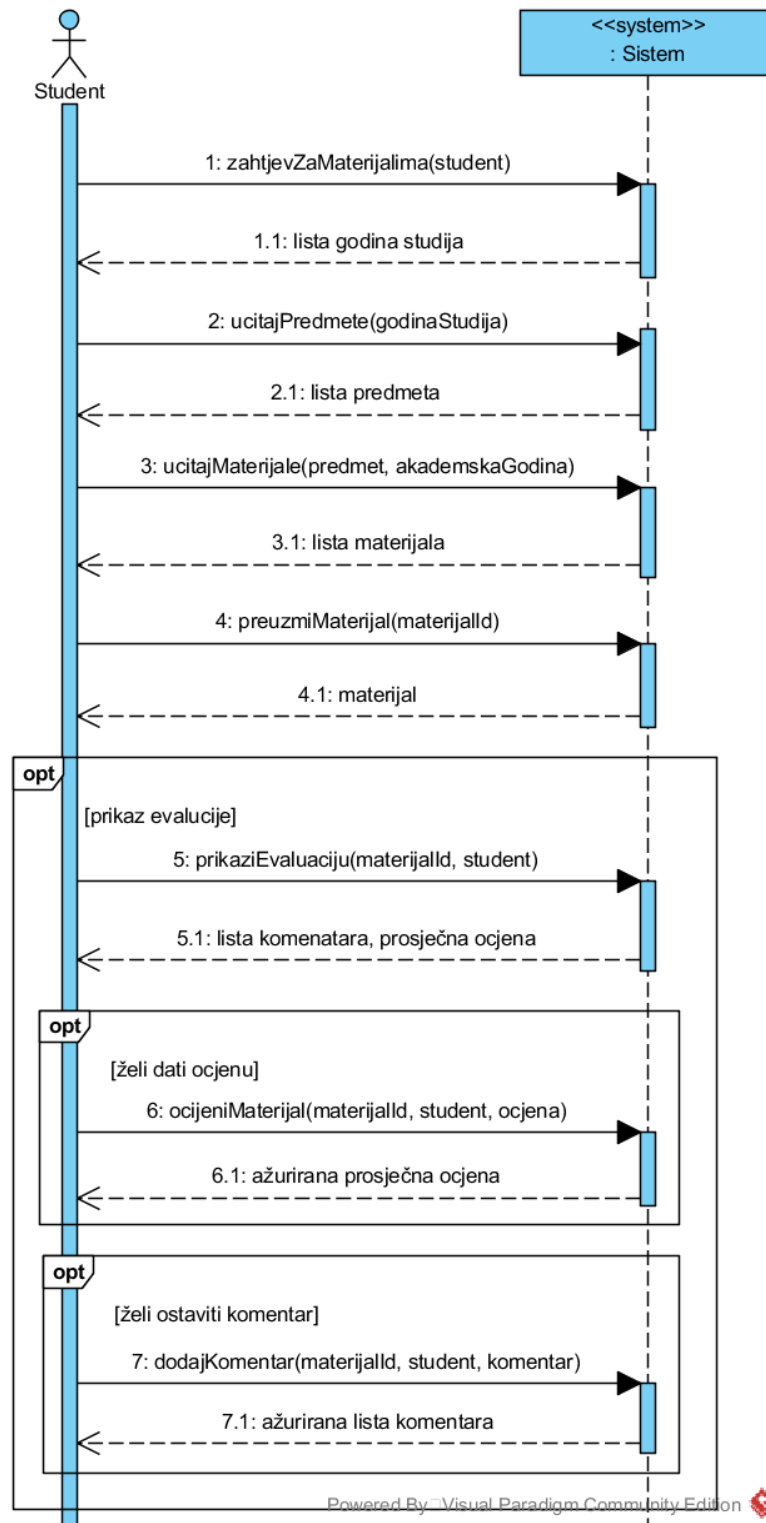 <<system>>
: Sistem
Student
1: zahtjevZaMaterijalima(student)
1.1: lista godina studija
2: ucitajPredmete(godinaStudija)
2.1: lista predmeta
3: ucitajMaterijale(predmet, akademskaGodina)
3.1: lista materijala
4: preuzmiMaterijal(materijalId)
4.1: materijal
opt
[prikaz evalucije]
5: prikaziEvaluaciju(materijalId, student)
5.1: lista komenatara, prosječna ocjena
opt
[želi dati ocjenu]
6: ocijeniMaterijal(materijalId, student, ocjena)
6.1: ažurirana prosječna ocjena
opt
[želi ostaviti komentar]
7: dodajKomentar(materijalId, student, komentar)
7.1: ažurirana lista komentara
Powered By Visual Paradigm Community Edition